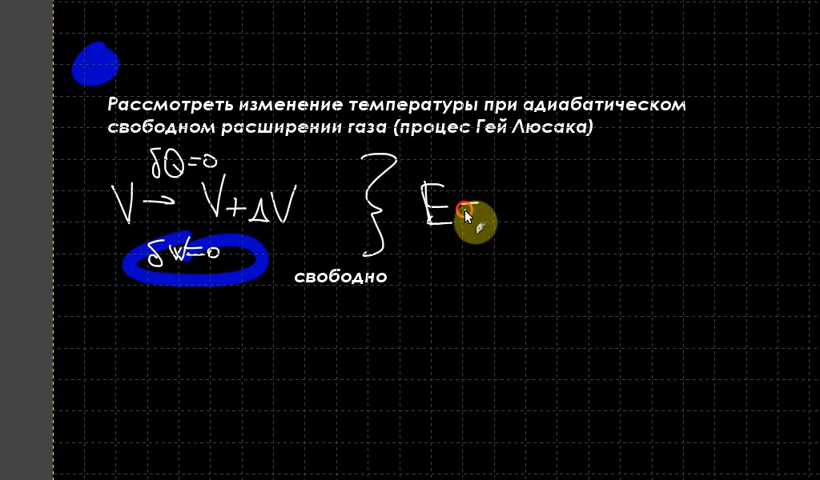 Рассмотреть изменение температуры при адиабатическом
свободном расширении газа (процес Гей Люсака)
δQ=0
V → V+ΔV } E =
δW=0
свободно